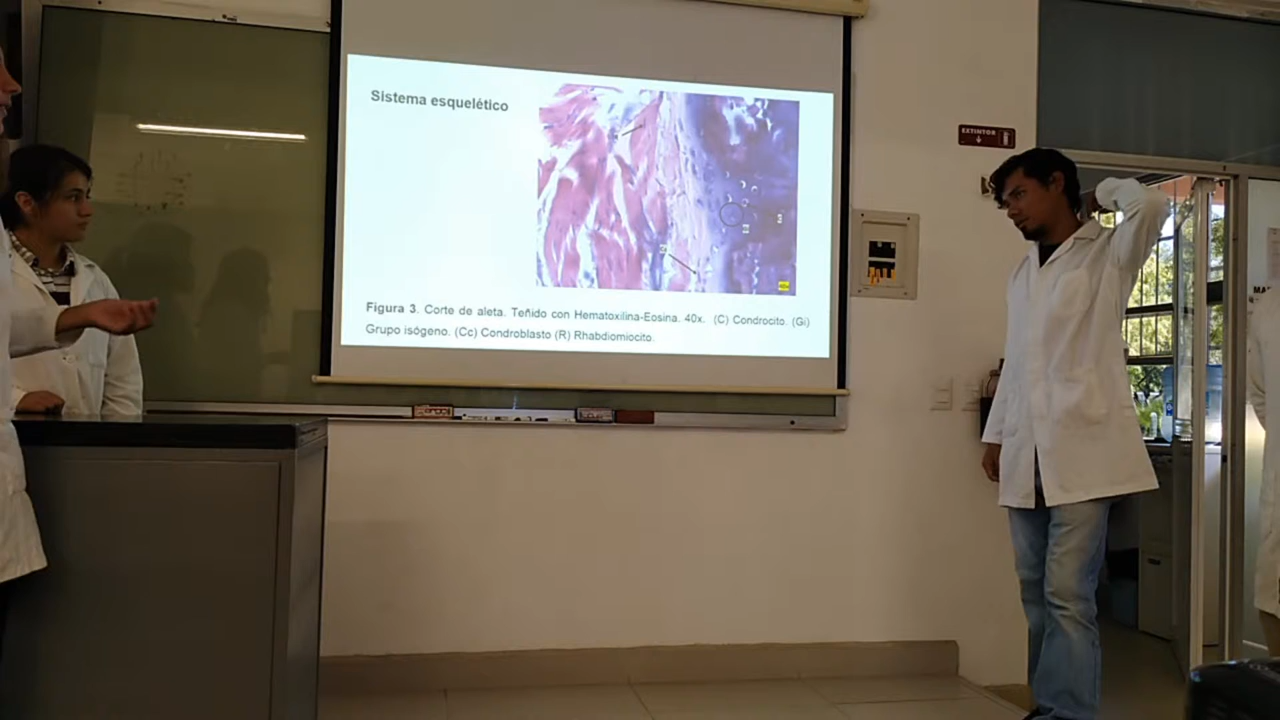 Sistema esquelético
EXTINTOR
Figura 3. Corte de aleta. Teñido con Hematoxilina-Eosina. 40x. (C) Condrocito. (Gi)
Grupo isógeno. (Cc) Condroblasto (R) Rhabdiomiocito.